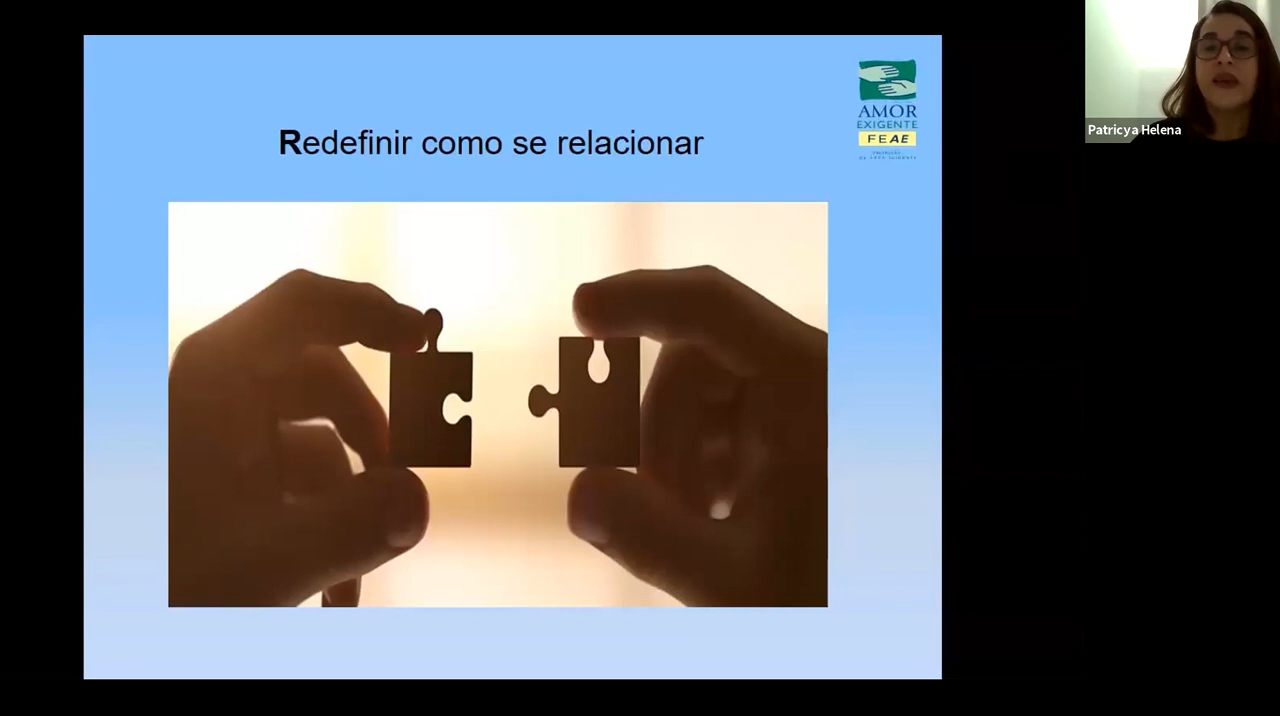 Redefinir como se relacionar
AMOR
EXIGENTE
FEAE
Patricya Helena